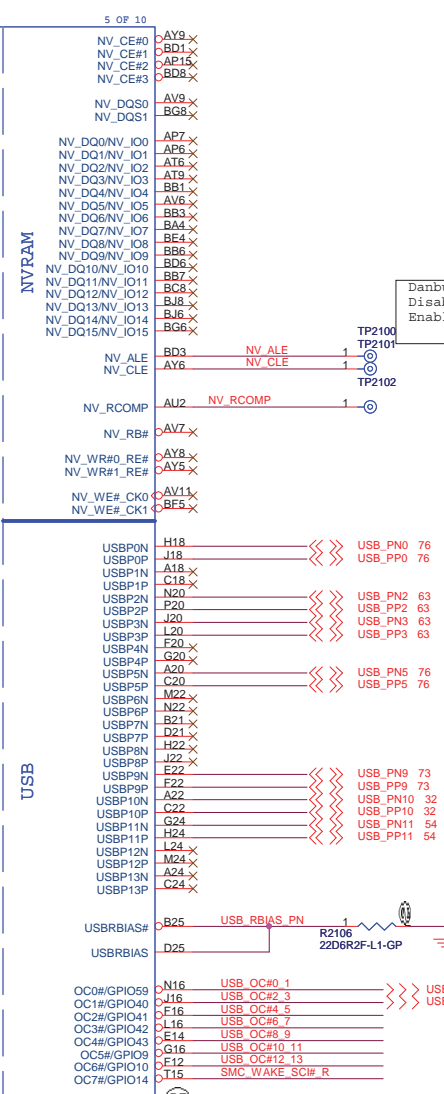 5 OF 10
NV_CE#0 AY9
NV_CE#1 BD1
NV_CE#2 AP15
NV_CE#3 BD8
NV_DQS0 AV9
NV_DQS1 BG8
NV_DQ0/NV_IO0 AP7
NV_DQ1/NV_IO1 AP6
NV_DQ2/NV_IO2 AT6
NV_DQ3/NV_IO3 AT9
NV_DQ4/NV_IO4 BB1
NV_DQ5/NV_IO5 AV6
NV_DQ6/NV_IO6 BB3
NV_DQ7/NV_IO7 BA4
NV_DQ8/NV_IO8 BE4
NV_DQ9/NV_IO9 BB6
NV_DQ10/NV_IO10 BD6
NV_DQ11/NV_IO11 BB7
NV_DQ12/NV_IO12 BC8
NV_DQ13/NV_IO13 BJ8
NV_DQ14/NV_IO14 BJ6
NV_DQ15/NV_IO15 BG6
NVRAM
Danbu
Disab
Enabl
TP2100
TP2101
NV_ALE BD3 NV_ALE 1
NV_CLE AY6 NV_CLE 1
TP2102
NV_RCOMP AU2 NV_RCOMP 1
NV_RB# AV7
NV_WR#0_RE# AY8
NV_WR#1_RE# AY5
NV_WE#_CK0 AV11
NV_WE#_CK1 BF5
USBP0N H18 USB_PN0 76
USBP0P J18 USB_PP0 76
USBP1N A18
USBP1P C18
USBP2N N20 USB_PN2 63
USBP2P P20 USB_PP2 63
USBP3N J20 USB_PN3 63
USBP3P L20 USB_PP3 63
USBP4N F20
USBP4P G20
USBP5N A20 USB_PN5 76
USBP5P C20 USB_PP5 76
USBP6N M22
USBP6P N22
USBP7N B21
USBP7P D21
USBP8N H22
USBP8P J22
USB
USBP9N E22 USB_PN9 73
USBP9P F22 USB_PP9 73
USBP10N A22 USB_PN10 32
USBP10P C22 USB_PP10 32
USBP11N G24 USB_PN11 54
USBP11P H24 USB_PP11 54
USBP12N L24
USBP12P M24
USBP13N A24
USBP13P C24
USBRBIAS# B25 USB_RBIAS_PN 1
R2106
22D6R2F-L1-GP
USBRBIAS D25
OC0#/GPIO59 N16 USB_OC#0_1 USB
OC1#/GPIO40 J16 USB_OC#2_3 USB
OC2#/GPIO41 F16 USB_OC#4_5
OC3#/GPIO42 L16 USB_OC#6_7
OC4#/GPIO43 E14 USB_OC#8_9
OC5#/GPIO9 G16 USB_OC#10_11
OC6#/GPIO10 F12 USB_OC#12_13
OC7#/GPIO14 T15 SMC_WAKE_SCI#_R